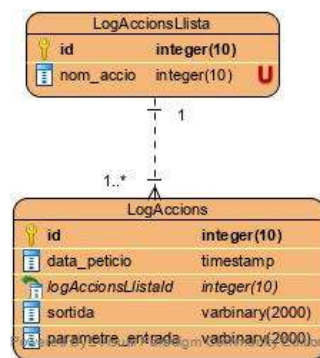 LogAccionsLlista
id integer(10)
nom_accio integer(10) U
1
1..*
LogAccions
id integer(10)
data_peticio timestamp
logAccionsLlistaId integer(10)
sortida varbinary(2000)
parametre_entrada varbinary(2000)